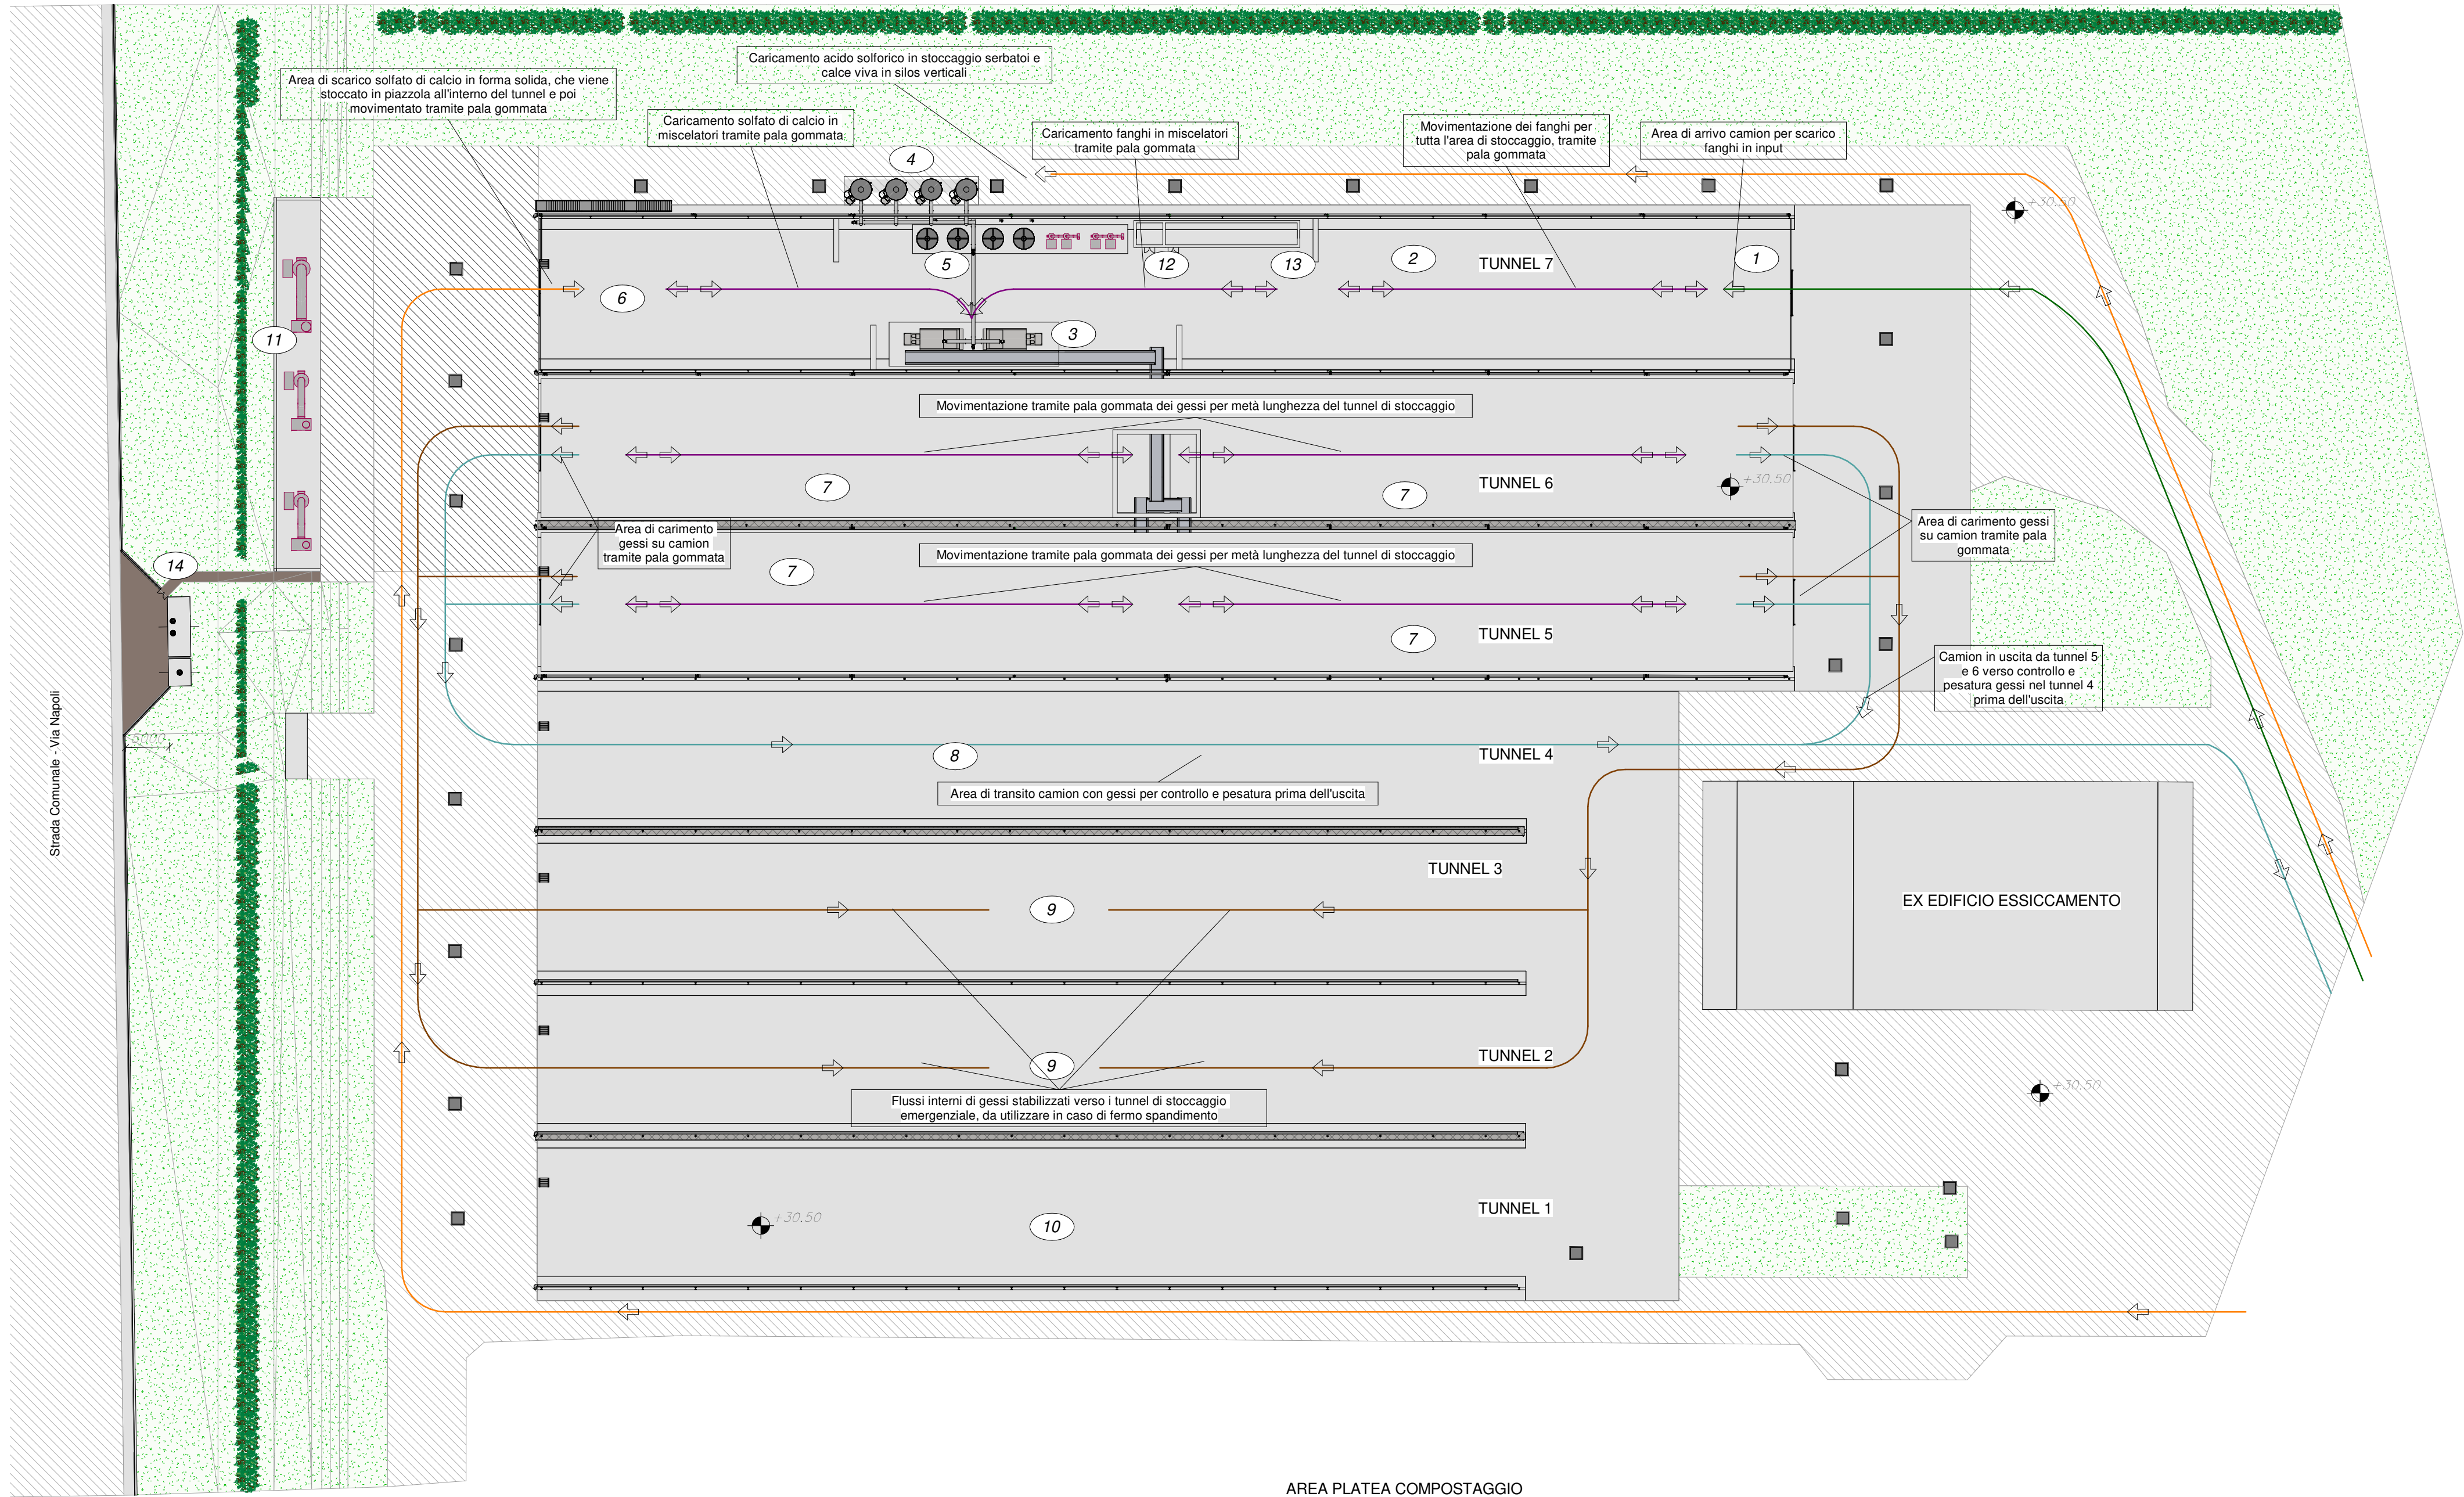 Caricamento acido solforico in stoccaggio serbatoi e
calce viva in silos verticali
Area di scarico solfato di calcio in forma solida, che viene
stoccato in piazzola all'interno del tunnel e poi
movimentato tramite pala gommata
Caricamento solfato di calcio in
miscelatori tramite pala gommata
Caricamento fanghi in miscelatori
tramite pala gommata
Movimentazione dei fanghi per
tutta l'area di stoccaggio, tramite
pala gommata
Area di arrivo camion per scarico
fanghi in input
4
+30.50
5
12
13
2
TUNNEL 7
1
6
3
11
Movimentazione tramite pala gommata dei gessi per metà lunghezza del tunnel di stoccaggio
7
7
TUNNEL 6
+30.50
Area di carimento
gessi su camion
tramite pala gommata
Area di carimento gessi
su camion tramite pala
gommata
Movimentazione tramite pala gommata dei gessi per metà lunghezza del tunnel di stoccaggio
14
7
7
TUNNEL 5
Camion in uscita da tunnel 5
e 6 verso controllo e
pesatura gessi nel tunnel 4
prima dell'uscita
5000
Strada Comunale - Via Napoli
8
TUNNEL 4
Area di transito camion con gessi per controllo e pesatura prima dell'uscita
TUNNEL 3
EX EDIFICIO ESSICCAMENTO
9
9
TUNNEL 2
+30.50
Flussi interni di gessi stabilizzati verso i tunnel di stoccaggio
emergenziale, da utilizzare in caso di fermo spandimento
TUNNEL 1
+30.50
10
AREA PLATEA COMPOSTAGGIO